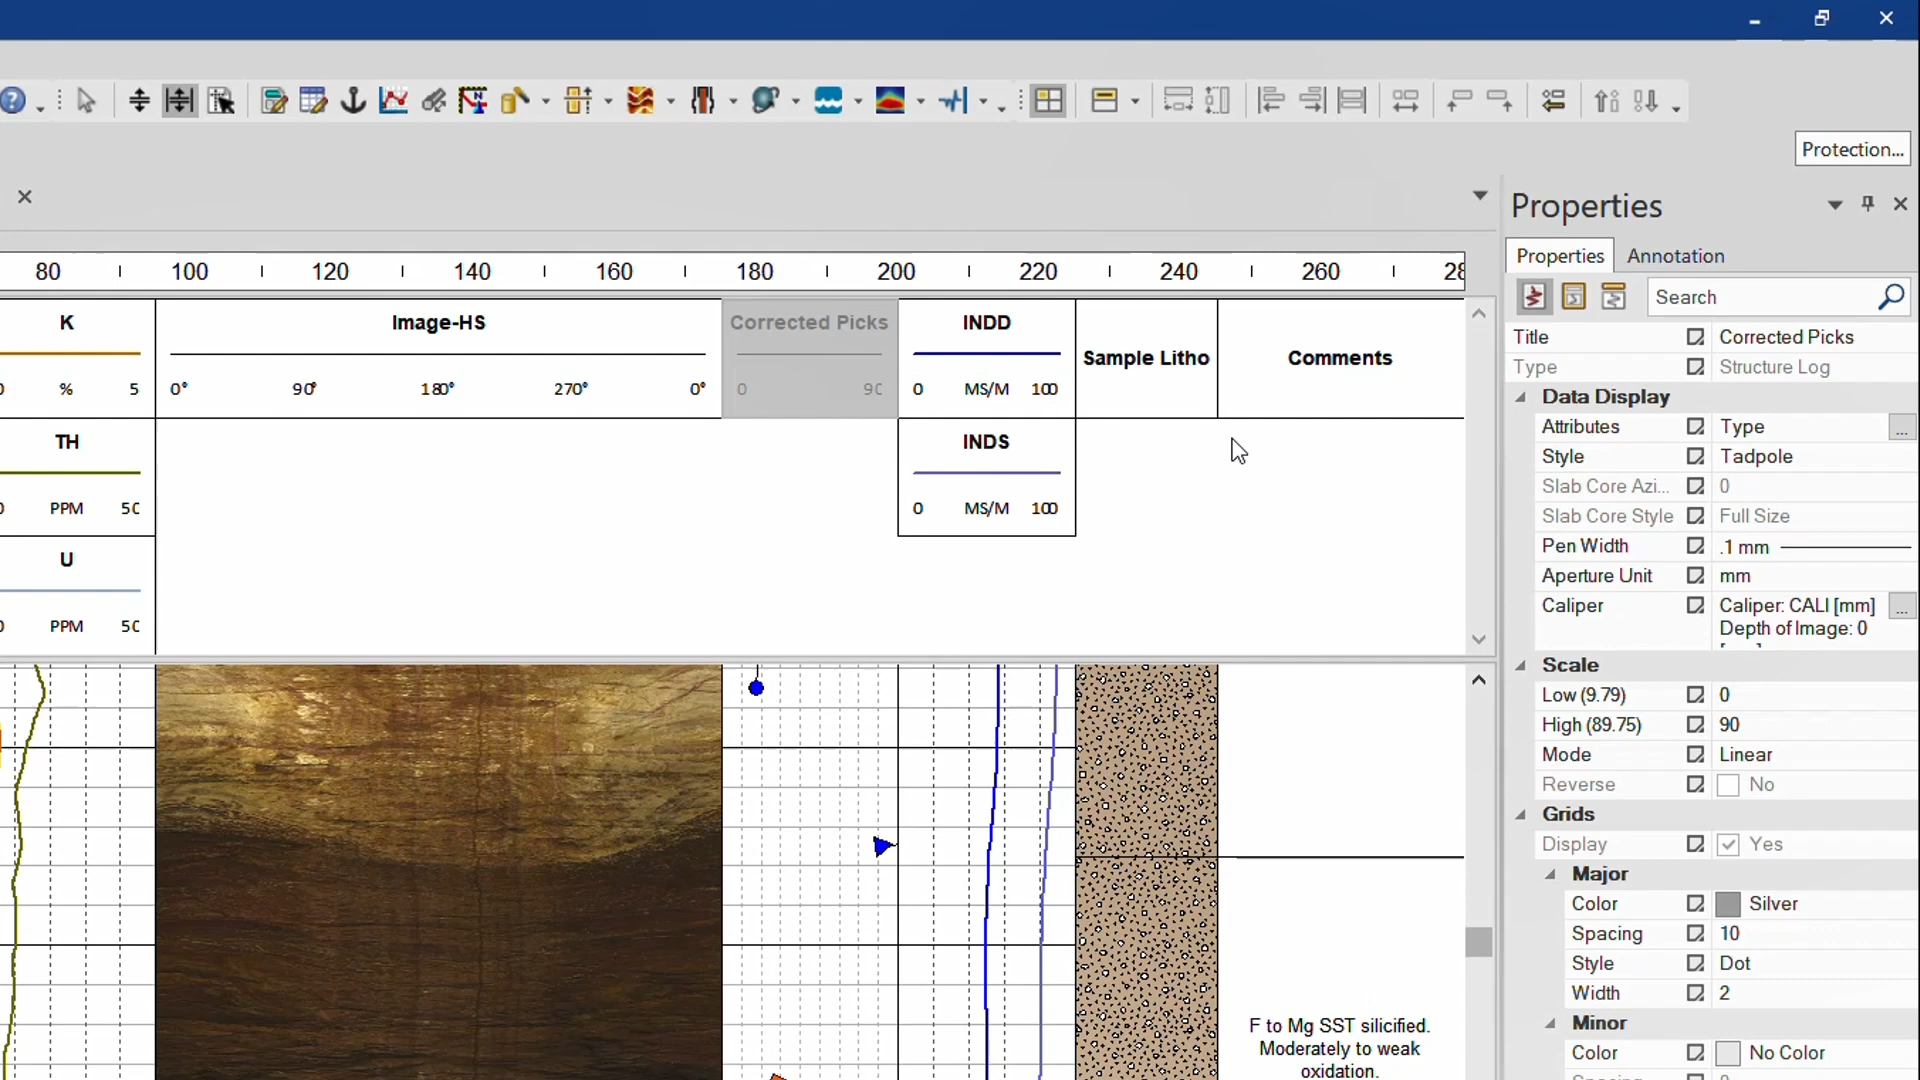 Protection...
Properties
Properties Annotation
Search
80 100 120 140 160 180 200 220 240 260
K
% 5
TH
PPM 50
U
PPM 50
Image-HS
0° 90° 180° 270° 0°
Corrected Picks
0 90
INDD
0 MS/M 100
INDS
0 MS/M 100
Sample Litho
Comments
F to Mg SST silicified.
Moderately to weak
oxidation.
Title Corrected Picks
Type Structure Log
Data Display
Attributes Type ...
Style Tadpole
Slab Core Azi... 0
Slab Core Style Full Size
Pen Width .1 mm
Aperture Unit mm
Caliper Caliper: CALI [mm] ...
Depth of Image: 0
Scale
Low (9.79) 0
High (89.75) 90
Mode Linear
Reverse No
Grids
Display Yes
Major
Color Silver
Spacing 10
Style Dot
Width 2
Minor
Color No Color